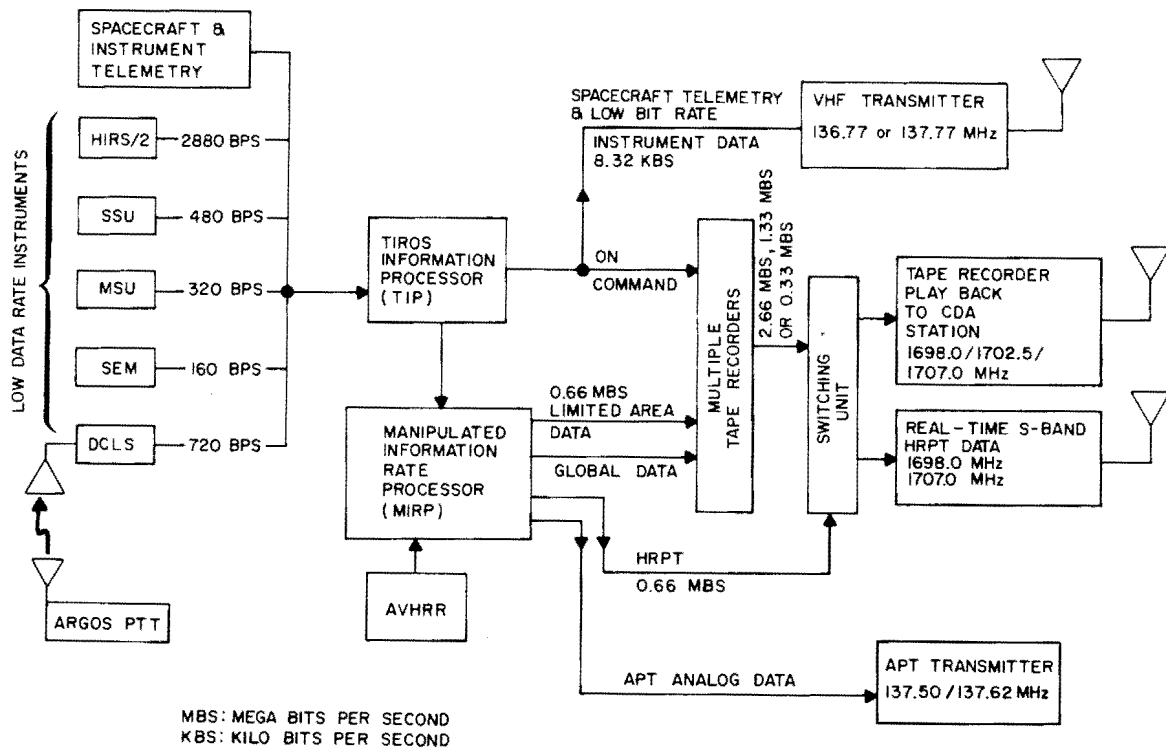 SPACECRAFT &
INSTRUMENT
TELEMETRY
LOW DATA RATE INSTRUMENTS
HIRS/2
2880 BPS
SSU
480 BPS
MSU
320 BPS
SEM
160 BPS
DCLS
720 BPS
ARGOS PTT
TIROS
INFORMATION
PROCESSOR
(TIP)
MANIPULATED
INFORMATION
RATE
PROCESSOR
(MIRP)
AVHRR
SPACECRAFT TELEMETRY
& LOW BIT RATE
INSTRUMENT DATA
8.32 KBS
ON
COMMAND
0.66 MBS
LIMITED AREA
DATA
GLOBAL DATA
MULTIPLE
TAPE RECORDERS
2.66 MBS, 1.33 MBS
OR 0.33 MBS
SWITCHING
UNIT
HRPT
0.66 MBS
APT ANALOG DATA
VHF TRANSMITTER
136.77 or 137.77 MHz
TAPE RECORDER
PLAY BACK
TO CDA
STATION
1698.0/1702.5/
1707.0 MHz
REAL-TIME S-BAND
HRPT DATA
1698.0 MHz
1707.0 MHz
APT TRANSMITTER
137.50/137.62 MHz
MBS: MEGA BITS PER SECOND
KBS: KILO BITS PER SECOND